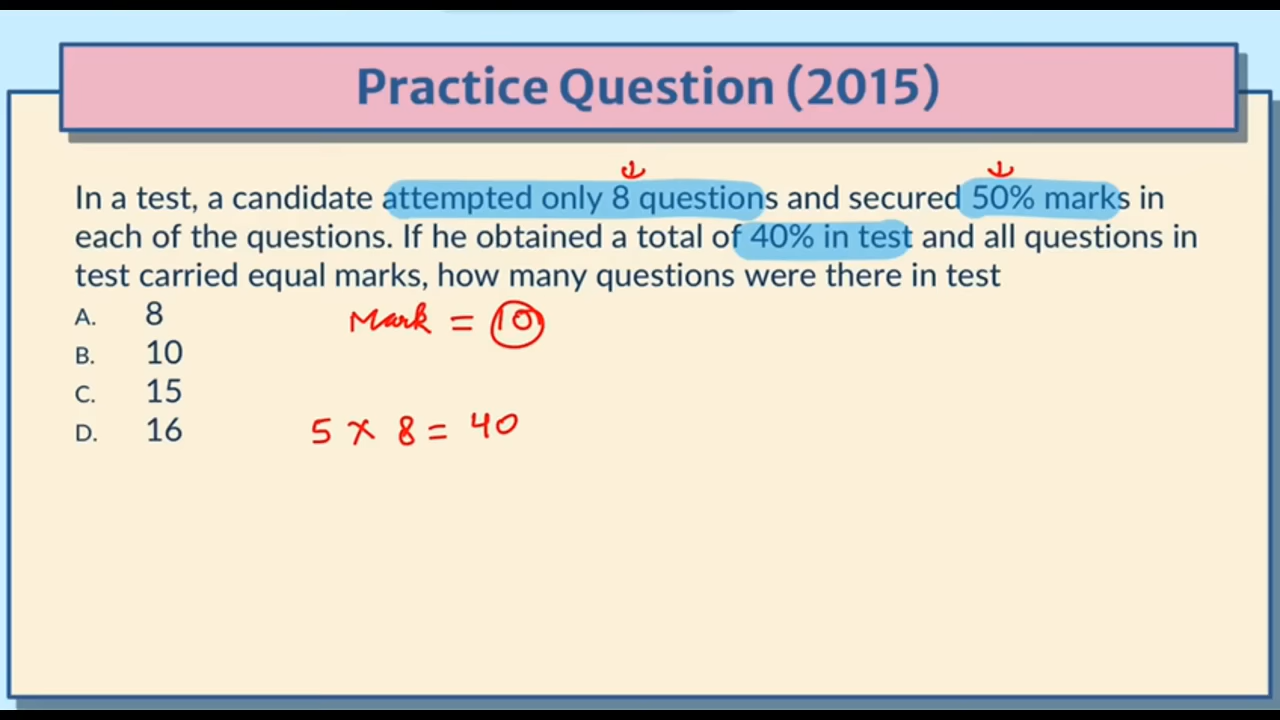 Practice Question (2015)
In a test, a candidate attempted only 8 questions and secured 50% marks in
each of the questions. If he obtained a total of 40% in test and all questions in
test carried equal marks, how many questions were there in test
A. 8
B. 10
C. 15
D. 16
Mark = 10
5 × 8 = 40